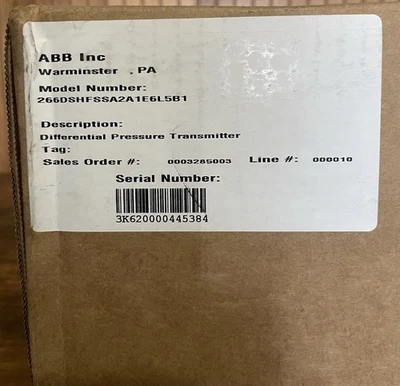 ABB Inc
Warminster , PA
Model Number:
266DSHFSSA2A1E6L5B1
Description:
Differential Pressure Transmitter
Tag:
Sales Order #: 0003285003 Line #: 000010
Serial Number:
3K620000445384